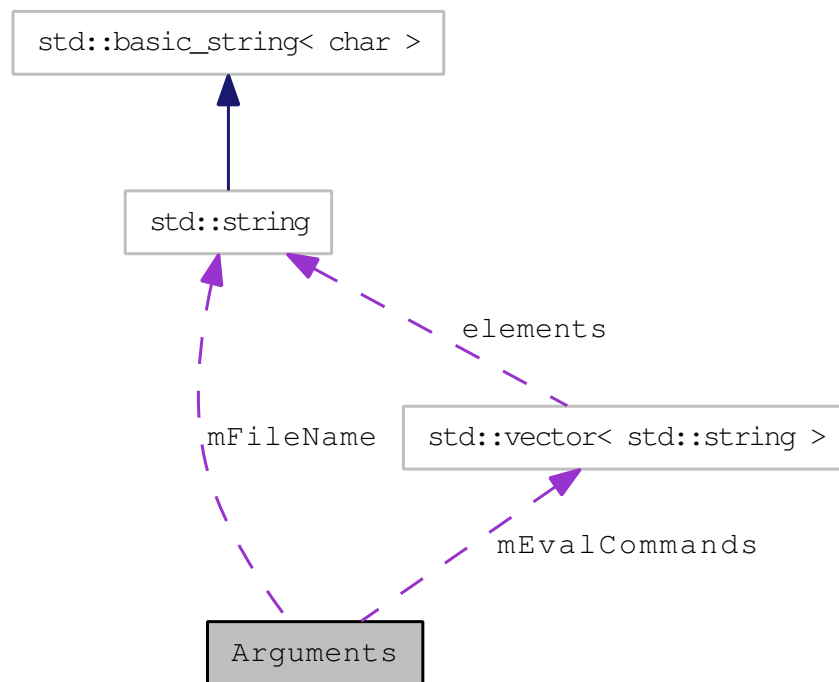 std::basic_string< char >
std::string
elements
std::vector< std::string >
mFileName
mEvalCommands
Arguments